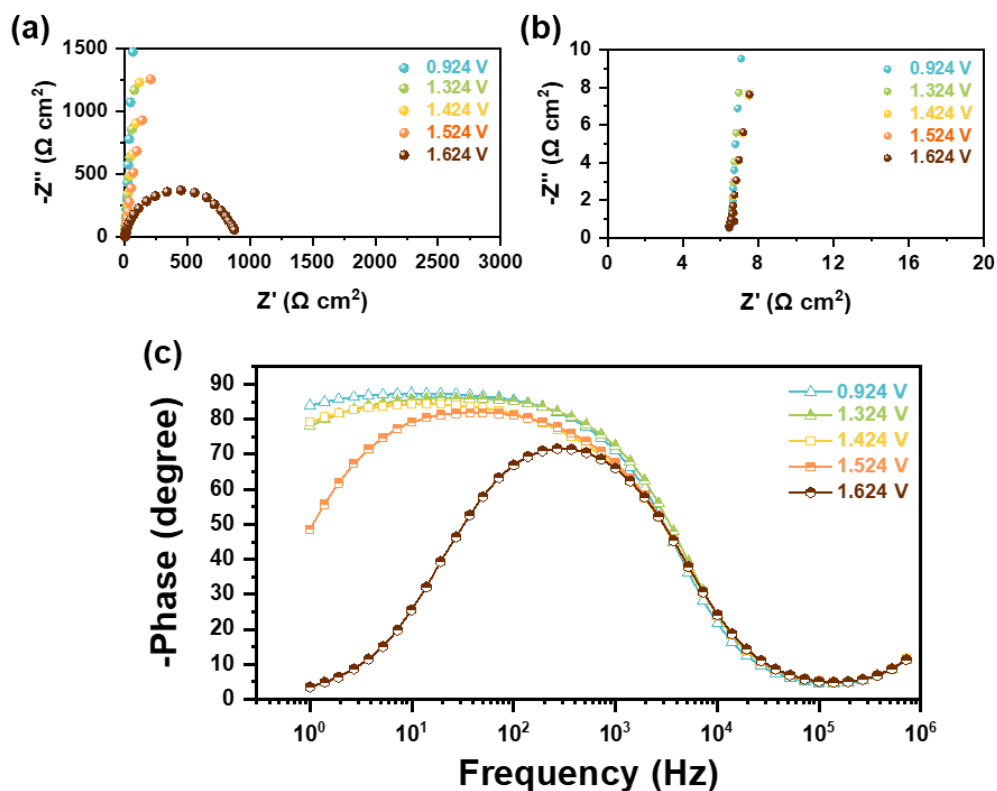 (a)
1500
1000
500
0
-Z'' (Ω cm²)
0 500 1000 1500 2000 2500 3000
Z' (Ω cm²)
0.924 V
1.324 V
1.424 V
1.524 V
1.624 V
(b)
10
8
6
4
2
0
-Z'' (Ω cm²)
0 4 8 12 16 20
Z' (Ω cm²)
0.924 V
1.324 V
1.424 V
1.524 V
1.624 V
(c)
90
80
70
60
50
40
30
20
10
0
-Phase (degree)
10⁰ 10¹ 10² 10³ 10⁴ 10⁵ 10⁶
Frequency (Hz)
0.924 V
1.324 V
1.424 V
1.524 V
1.624 V